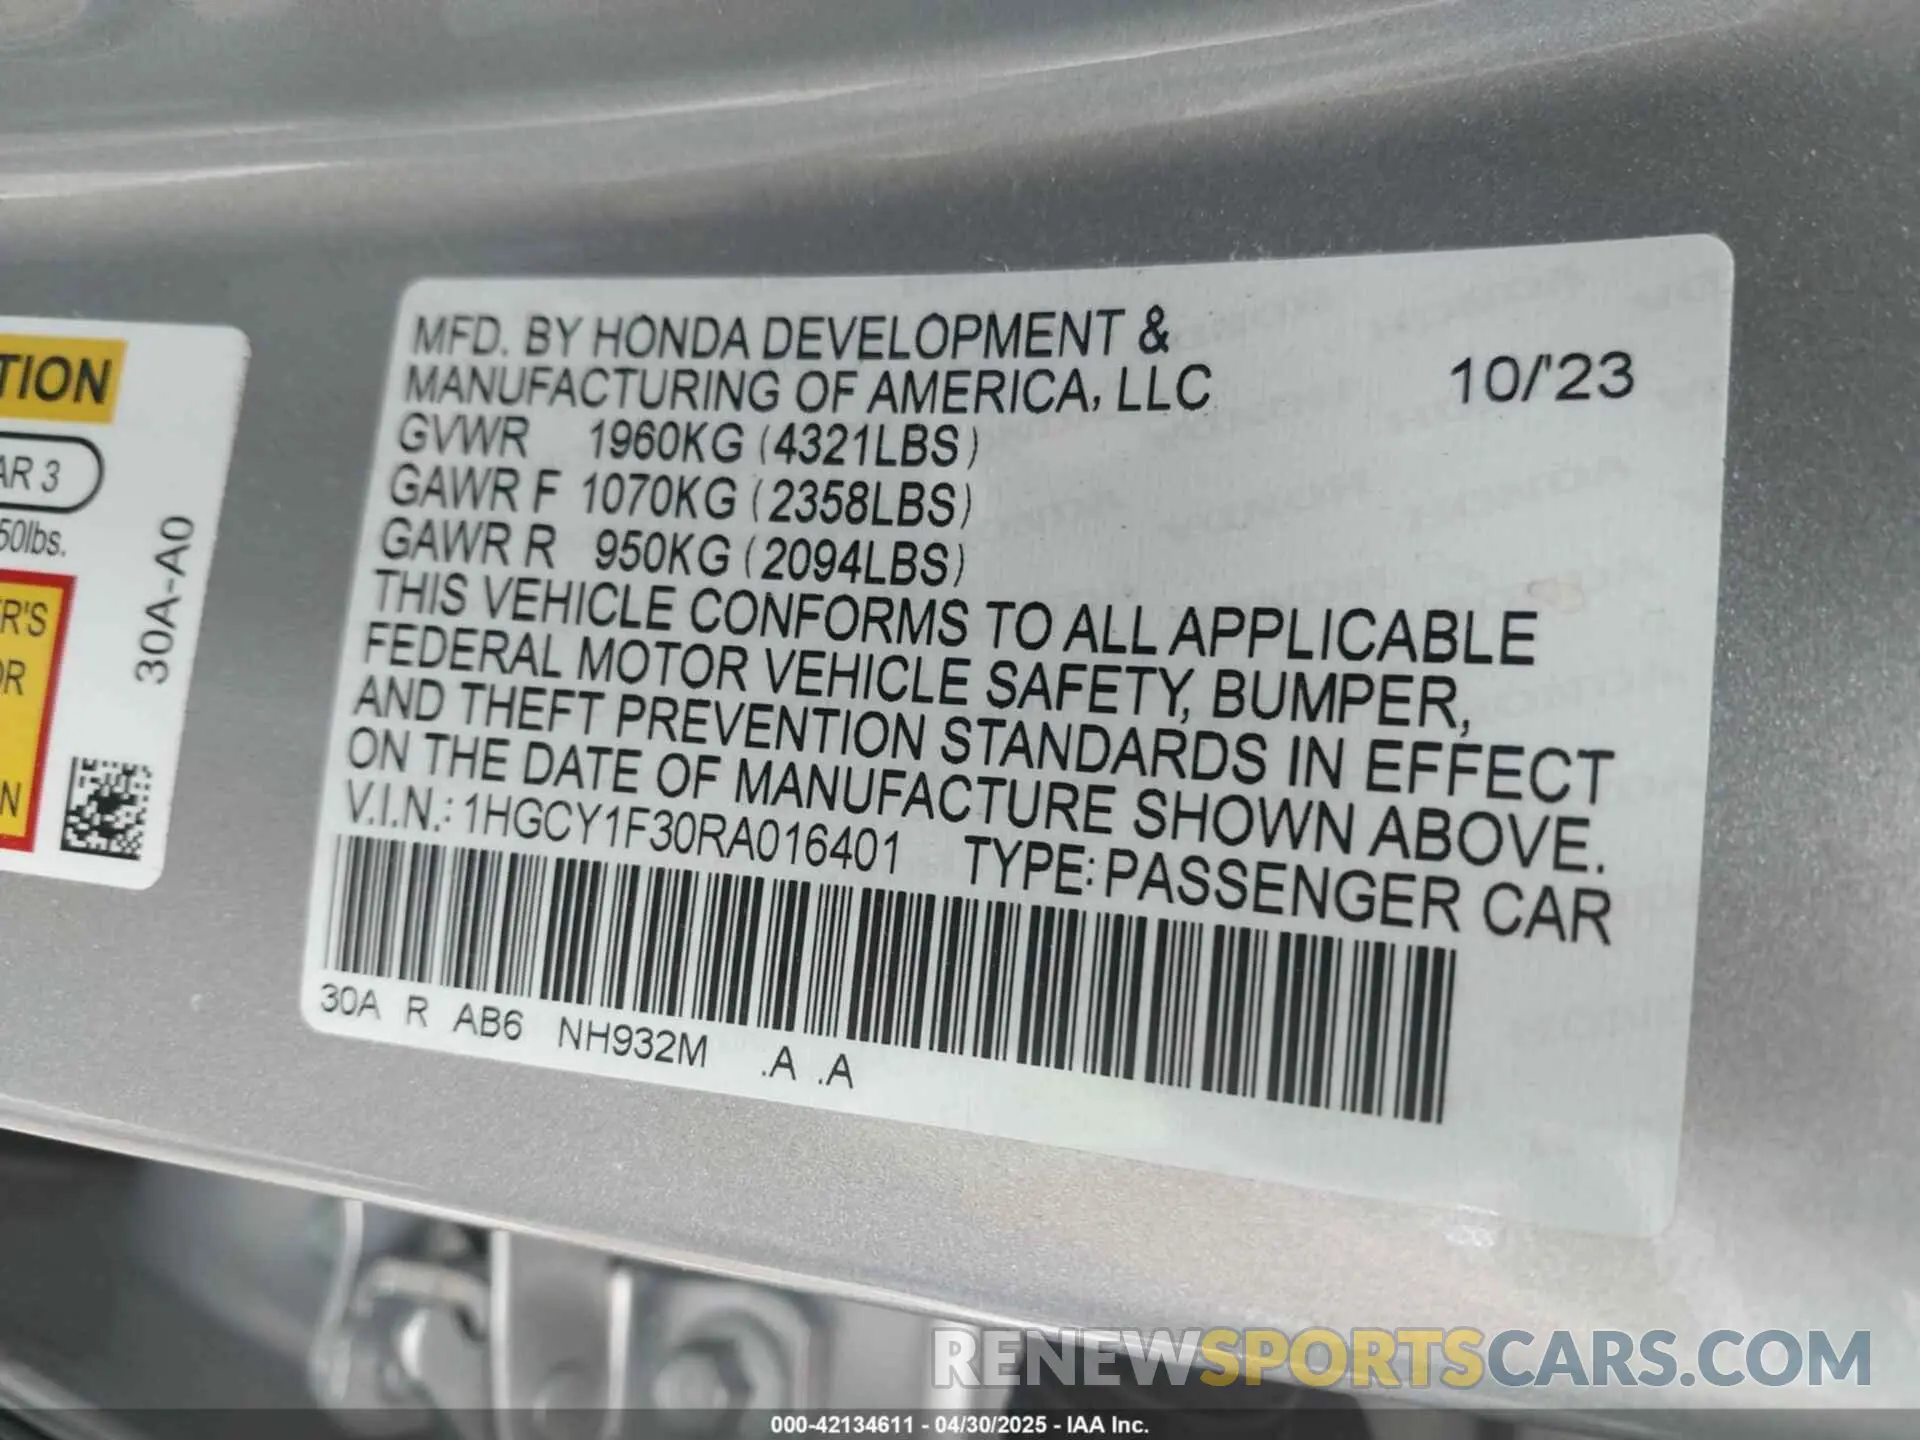 MFD. BY HONDA DEVELOPMENT &
MANUFACTURING OF AMERICA, LLC
10/'23
GVWR 1960KG (4321LBS)
GAWR F 1070KG (2358LBS)
GAWR R 950KG (2094LBS)
THIS VEHICLE CONFORMS TO ALL APPLICABLE
FEDERAL MOTOR VEHICLE SAFETY, BUMPER,
AND THEFT PREVENTION STANDARDS IN EFFECT
ON THE DATE OF MANUFACTURE SHOWN ABOVE.
V.I.N.: 1HGCY1F30RA016401 TYPE: PASSENGER CAR
30A R AB6 NH932M .A .A
TION
AR 3
50lbs.
30A-A0
R'S
OR
N
RENEWSPORTSCARS.COM
000-42134611 - 04/30/2025 - IAA Inc.